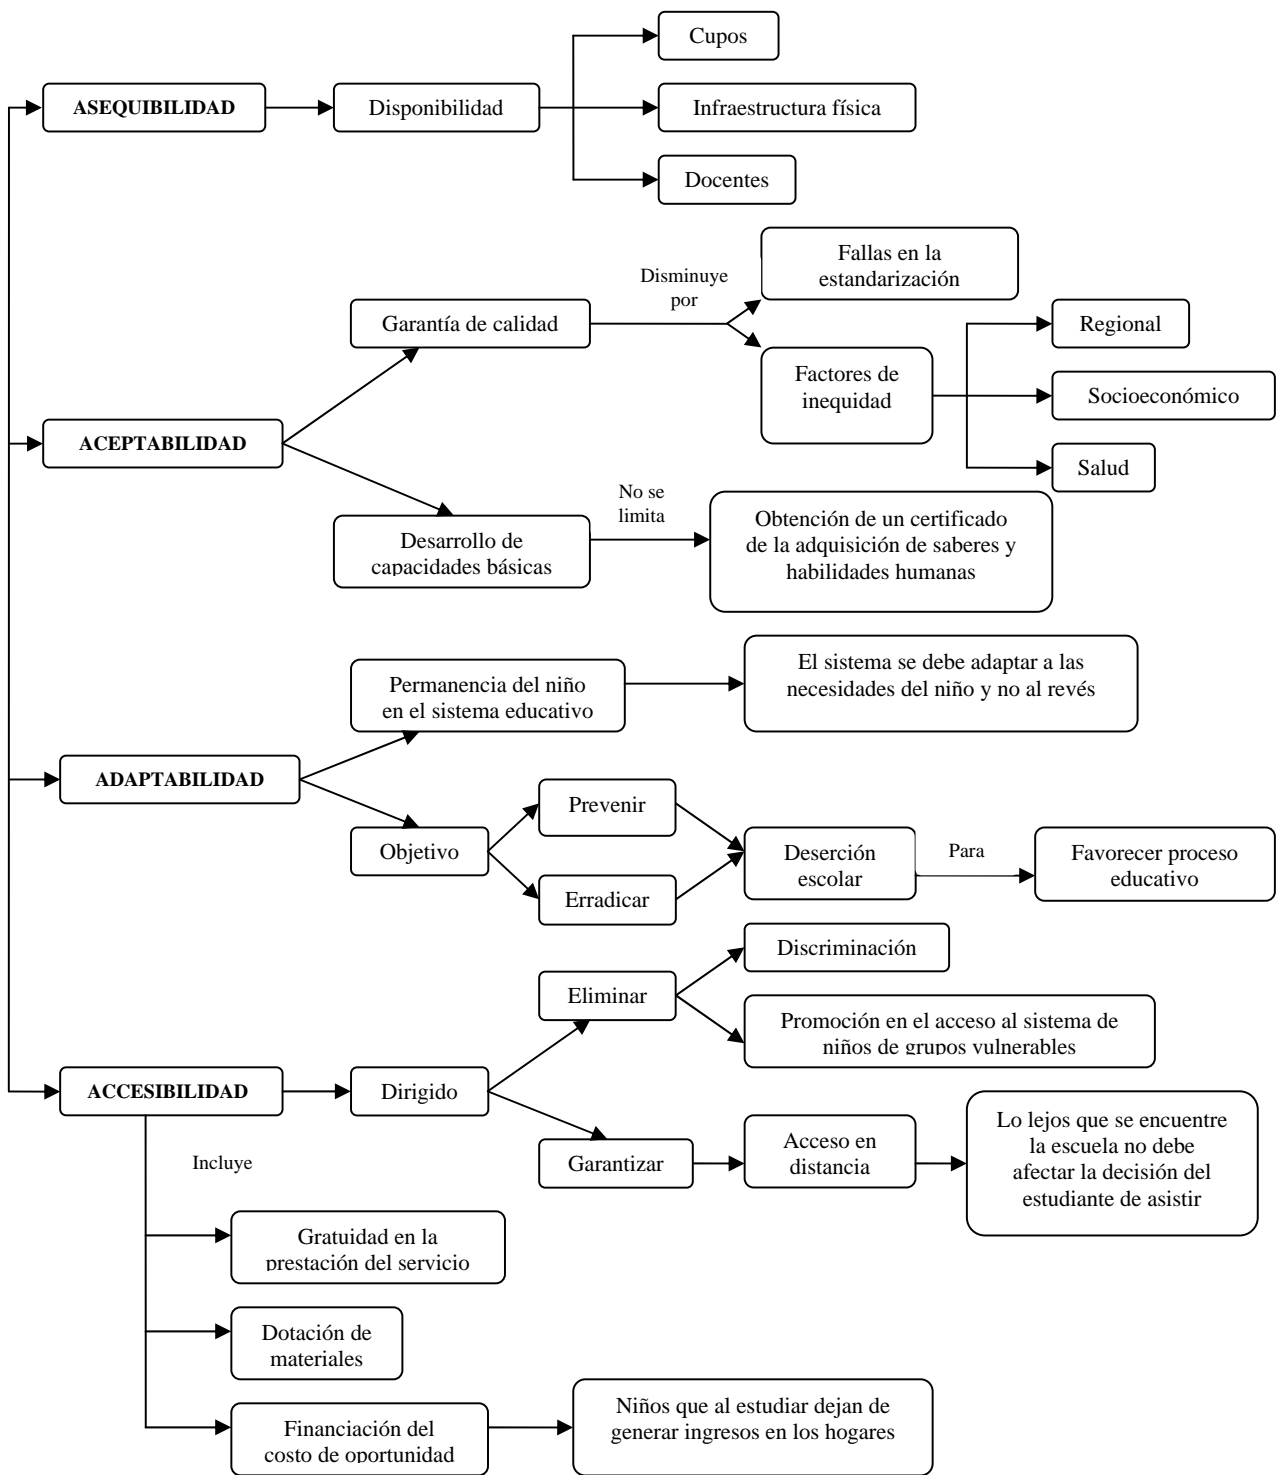 Cupos
ASEQUIBILIDAD
Disponibilidad
Infraestructura física
Docentes
Fallas en la
estandarización
Disminuye
por
Garantía de calidad
Regional
Factores de
inequidad
Socioeconómico
ACEPTABILIDAD
Salud
No se
limita
Desarrollo de
capacidades básicas
Obtención de un certificado
de la adquisición de saberes y
habilidades humanas
Permanencia del niño
en el sistema educativo
El sistema se debe adaptar a las
necesidades del niño y no al revés
ADAPTABILIDAD
Prevenir
Objetivo
Deserción
escolar
Para
Favorecer proceso
educativo
Erradicar
Discriminación
Eliminar
Promoción en el acceso al sistema de
niños de grupos vulnerables
ACCESIBILIDAD
Dirigido
Garantizar
Acceso en
distancia
Lo lejos que se encuentre
la escuela no debe
afectar la decisión del
estudiante de asistir
Incluye
Gratuidad en la
prestación del servicio
Dotación de
materiales
Financiación del
costo de oportunidad
Niños que al estudiar dejan de
generar ingresos en los hogares